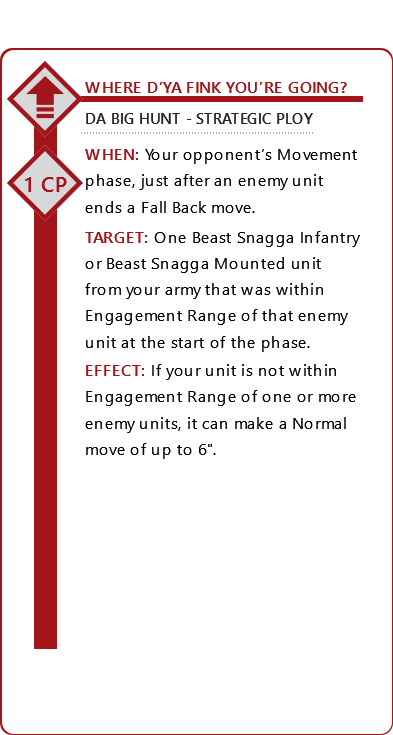 WHERE D'YA FINK YOU'RE GOING?
DA BIG HUNT - STRATEGIC PLOY
1 CP
WHEN: Your opponent's Movement
phase, just after an enemy unit
ends a Fall Back move.
TARGET: One Beast Snagga Infantry
or Beast Snagga Mounted unit
from your army that was within
Engagement Range of that enemy
unit at the start of the phase.
EFFECT: If your unit is not within
Engagement Range of one or more
enemy units, it can make a Normal
move of up to 6".